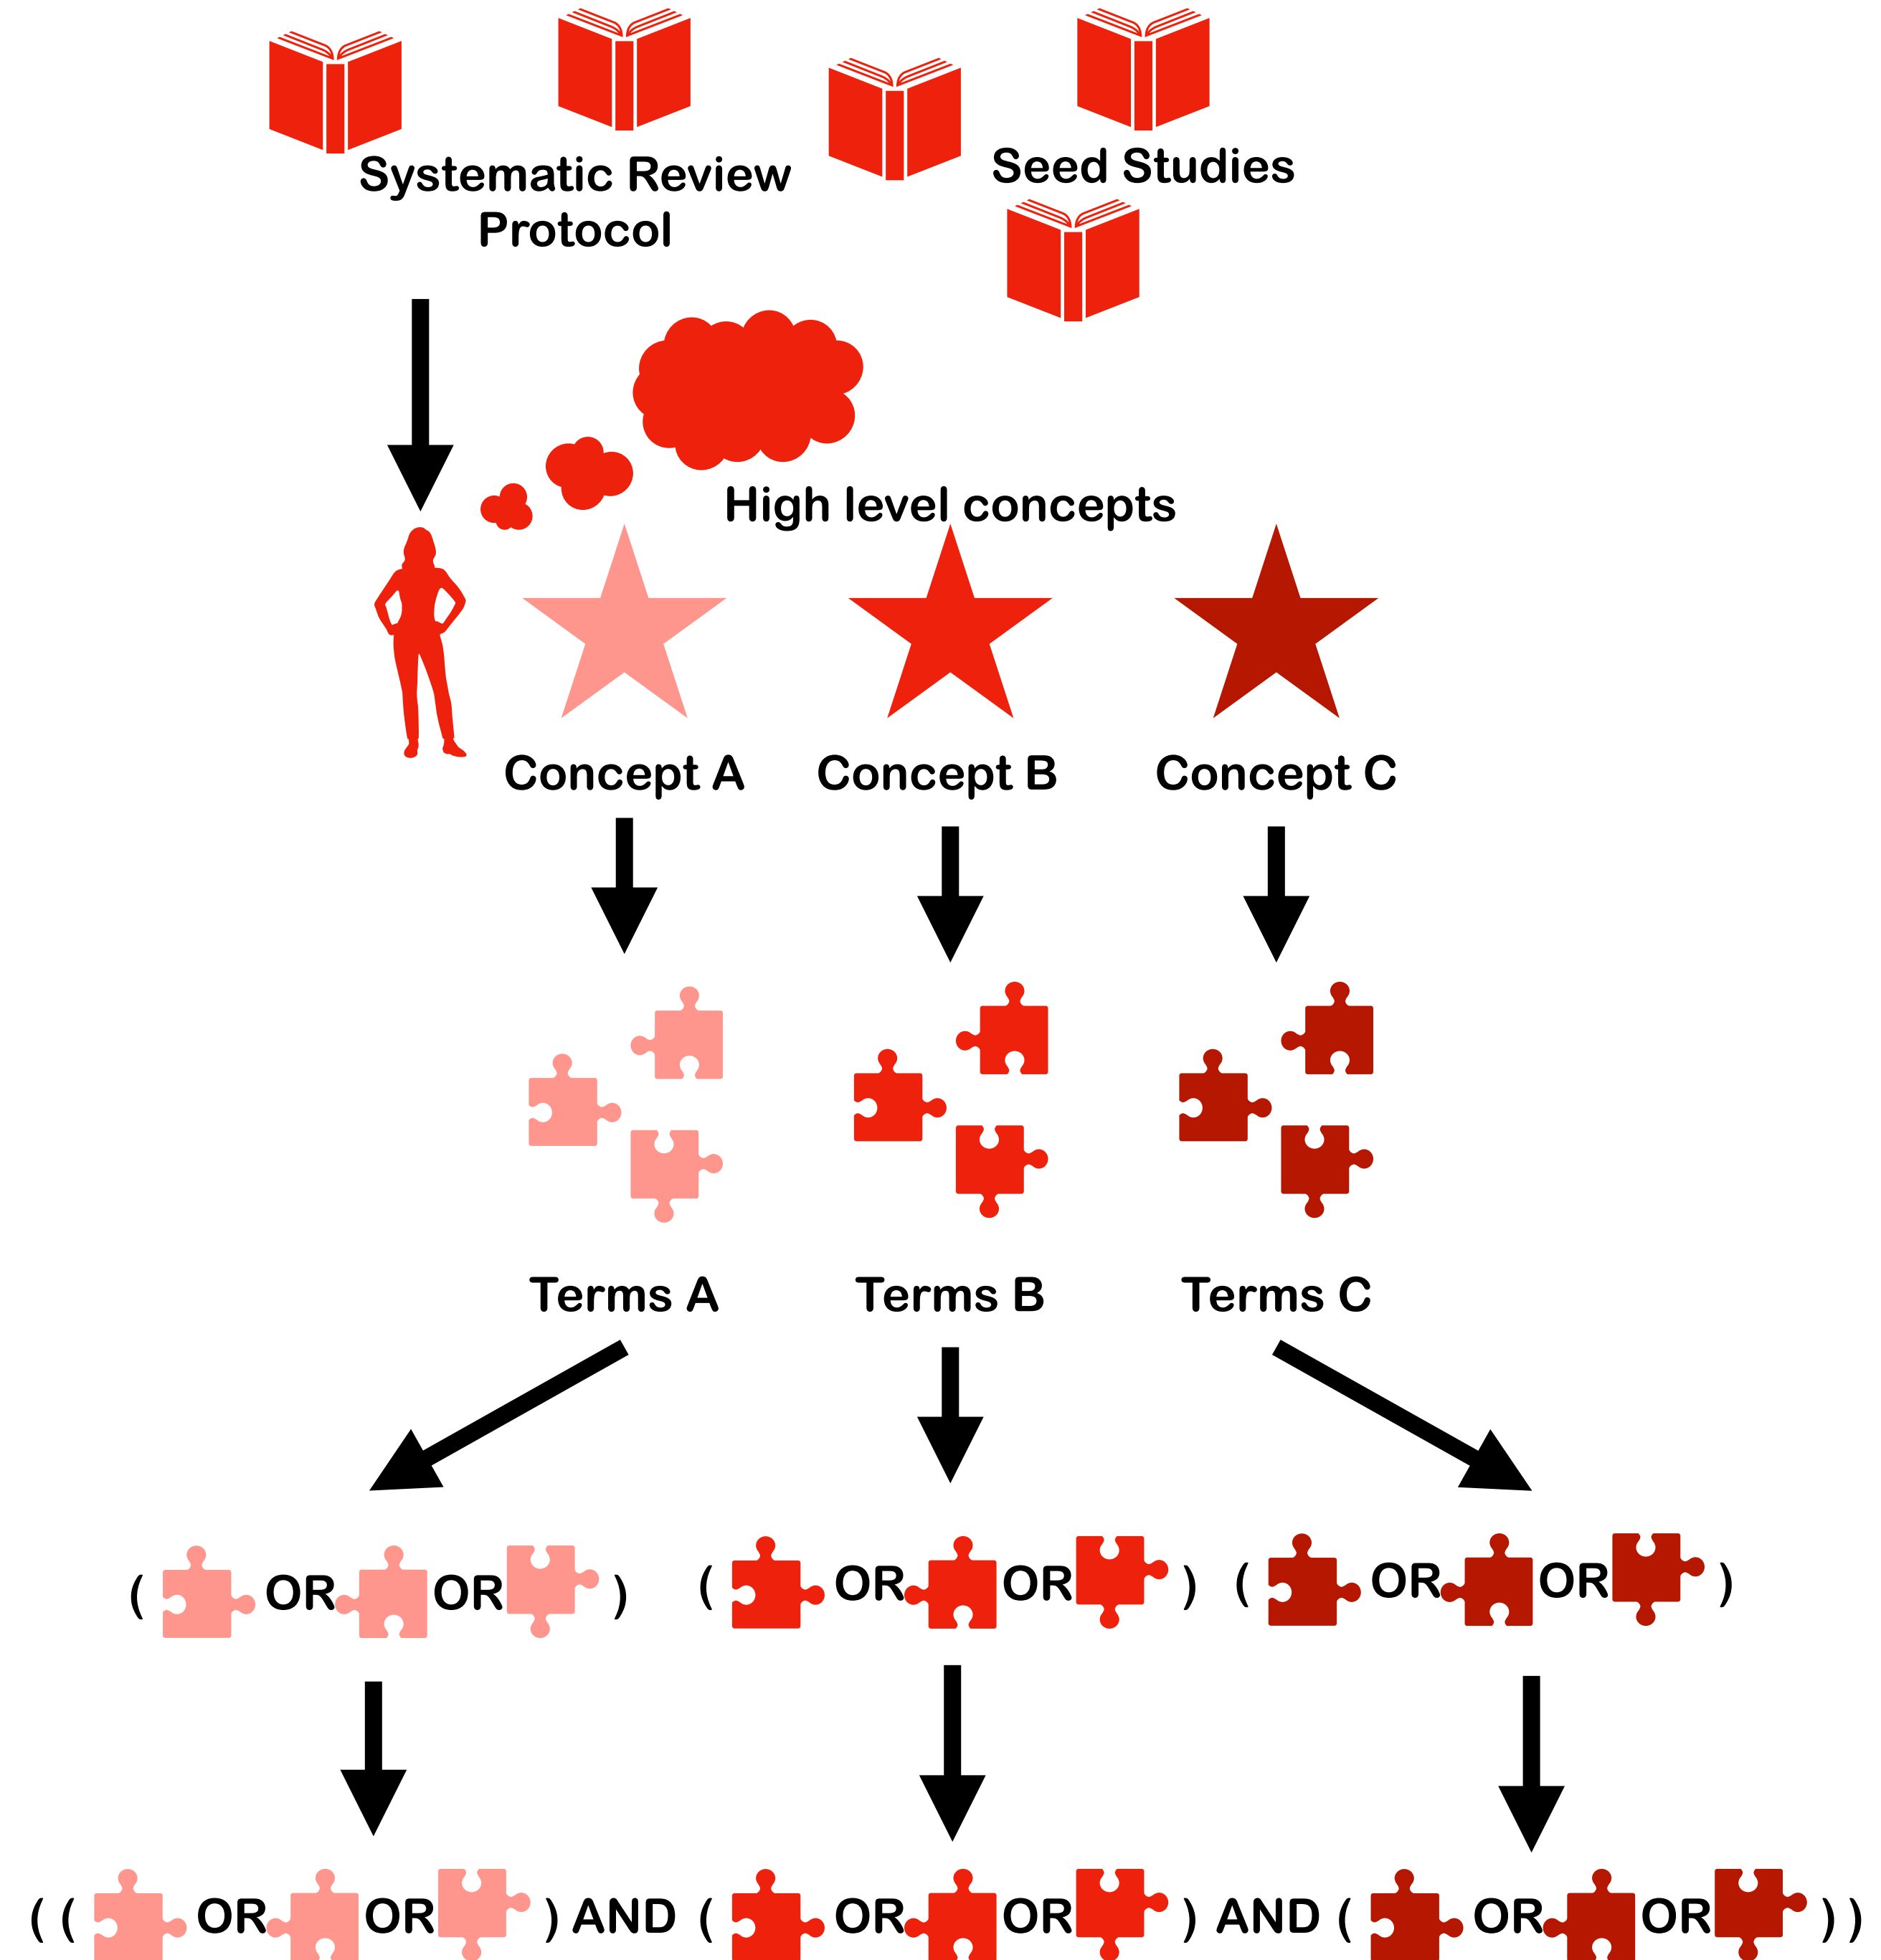 Systematic Review
Protocol
Seed Studies
High level concepts
Concept A
Concept B
Concept C
Terms A
Terms B
Terms C
( OR OR ) ( OR OR ) ( OR OR )
( ( OR OR ) AND ( OR OR ) AND ( OR OR ) )